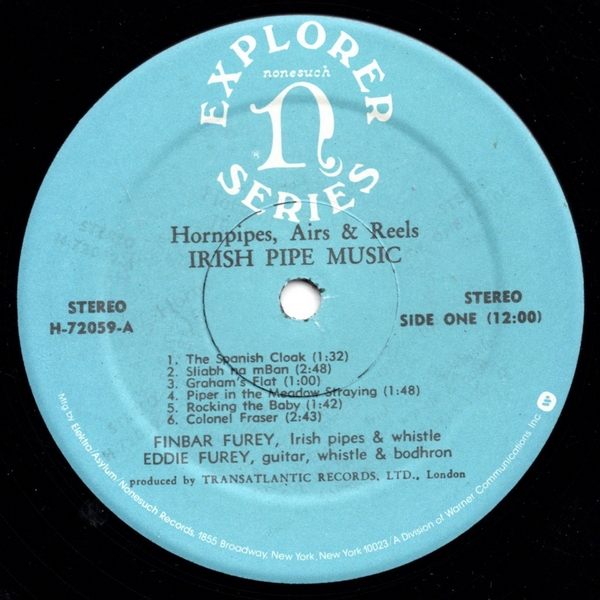 EXPLORER
nonesuch
n
®
SERIES
Hornpipes, Airs & Reels
IRISH PIPE MUSIC
STEREO
H-72059-A
STEREO
SIDE ONE (12:00)
1. The Spanish Cloak (1:32)
2. Sliabh na mBan (2:48)
3. Graham's Flat (1:00)
4. Piper in the Meadow Straying (1:48)
5. Rocking the Baby (1:42)
6. Colonel Fraser (2:43)
FINBAR FUREY, Irish pipes & whistle
EDDIE FUREY, guitar, whistle & bodhron
produced by TRANSATLANTIC RECORDS, LTD., London
Mfg by Elektra/Asylum/Nonesuch Records, 1855 Broadway, New York, New York 10023/A Division of Warner Communications, Inc.